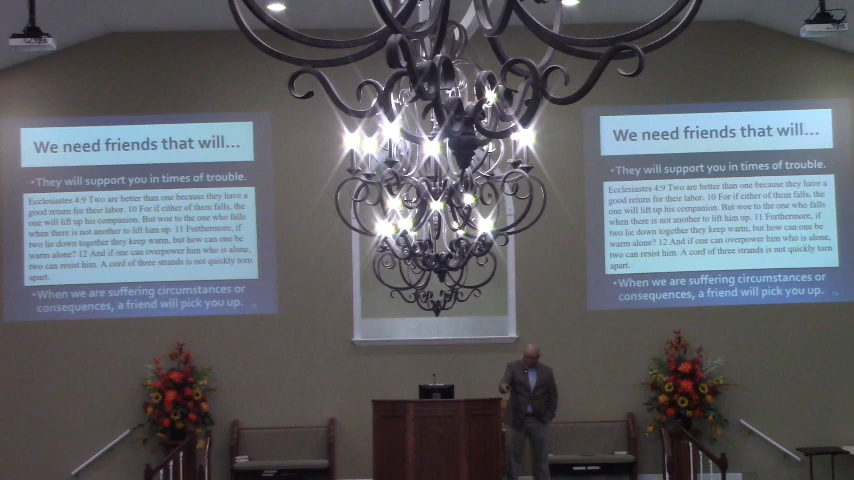 We need friends that will...
•They will support you in times of trouble.
Ecclesiastes 4:9 Two are better than one because they have a
good return for their labor. 10 For if either of them falls, the
one will lift up his companion. But woe to the one who falls
when there is not another to lift him up. 11 Furthermore, if
two lie down together they keep warm, but how can one be
warm alone? 12 And if one can overpower him who is alone,
two can resist him. A cord of three strands is not quickly torn
apart.
•When we are suffering circumstances or
consequences, a friend will pick you up.
We need friends that will...
•They will support you in times of trouble.
Ecclesiastes 4:9 Two are better than one because they have a
good return for their labor. 10 For if either of them falls, the
one will lift up his companion. But woe to the one who falls
when there is not another to lift him up. 11 Furthermore, if
two lie down together they keep warm, but how can one be
warm alone? 12 And if one can overpower him who is alone,
two can resist him. A cord of three strands is not quickly torn
apart.
•When we are suffering circumstances or
consequences, a friend will pick you up.